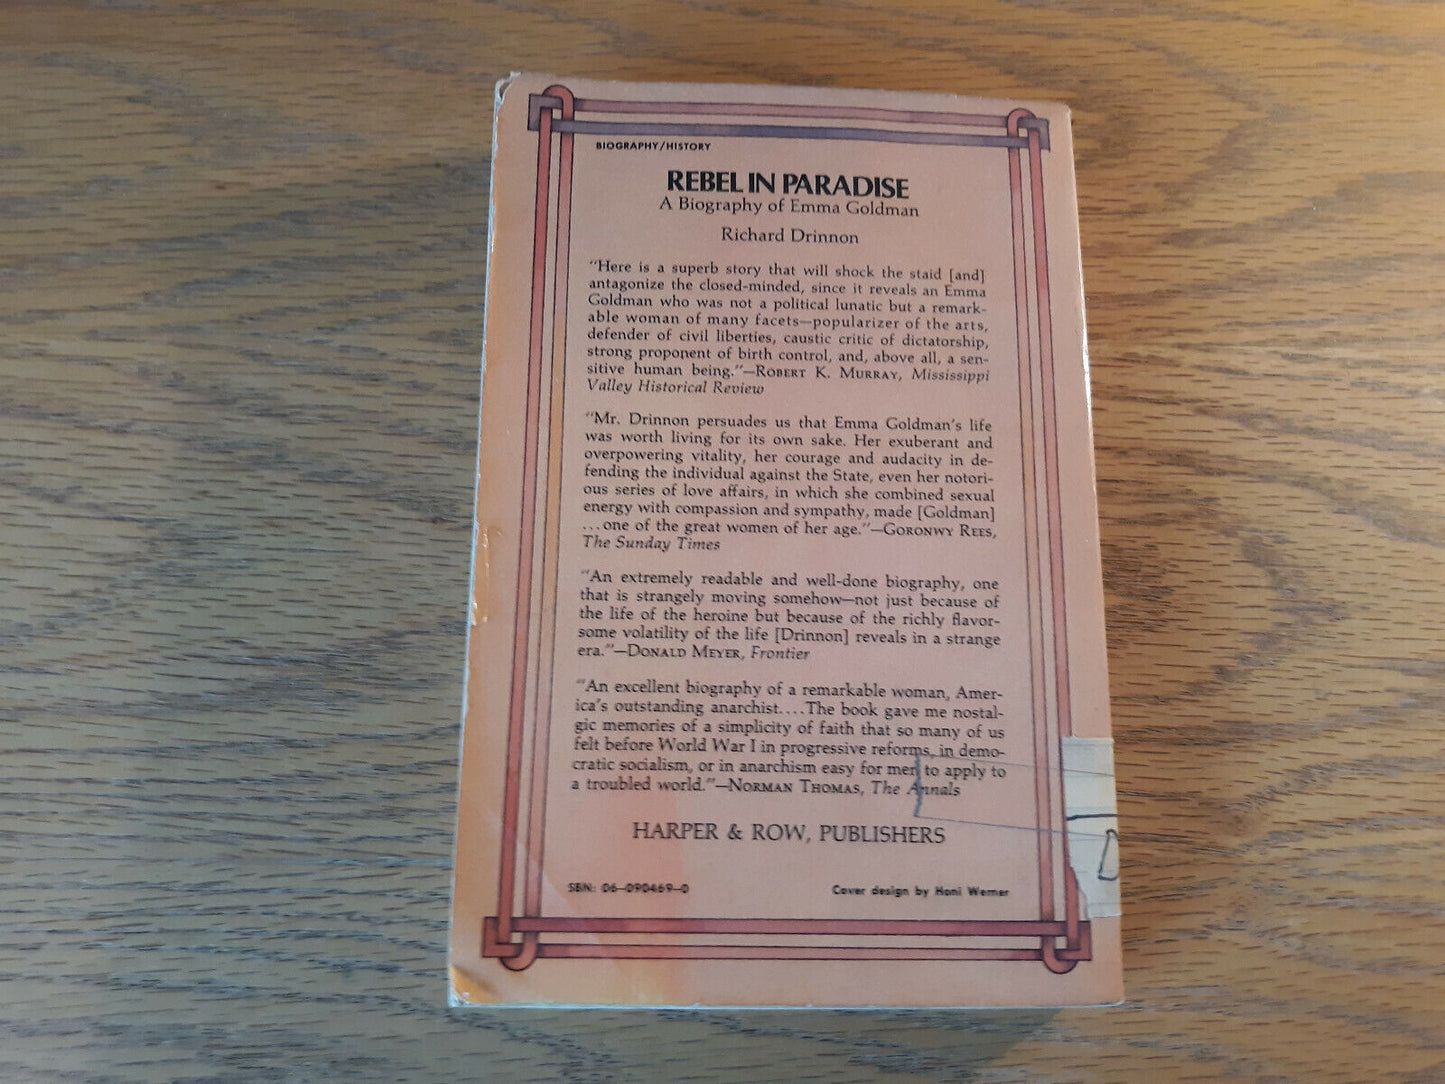 BIOGRAPHY/HISTORY
REBEL IN PARADISE
A Biography of Emma Goldman
Richard Drinnon
"Here is a superb story that will shock the staid [and]
antagonize the closed-minded, since it reveals an Emma
Goldman who was not a political lunatic but a remark-
able woman of many facets—popularizer of the arts,
defender of civil liberties, caustic critic of dictatorship,
strong proponent of birth control, and, above all, a sen-
sitive human being."—ROBERT K. MURRAY, Mississippi
Valley Historical Review
"Mr. Drinnon persuades us that Emma Goldman's life
was worth living for its own sake. Her exuberant and
overpowering vitality, her courage and audacity in de-
fending the individual against the State, even her notori-
ous series of love affairs, in which she combined sexual
energy with compassion and sympathy, made [Goldman]
...one of the great women of her age."—GORONWY REES,
The Sunday Times
"An extremely readable and well-done biography, one
that is strangely moving somehow—not just because of
the life of the heroine but because of the richly flavor-
some volatility of the life [Drinnon] reveals in a strange
era."—DONALD MEYER, Frontier
"An excellent biography of a remarkable woman, Amer-
ica's outstanding anarchist....The book gave me nostal-
gic memories of a simplicity of faith that so many of us
felt before World War I in progressive reforms, in demo-
cratic socialism, or in anarchism easy for men to apply to
a troubled world."—NORMAN THOMAS, The Annals
HARPER & ROW, PUBLISHERS
SBN: 06-090469-0
Cover design by Honi Werner
D